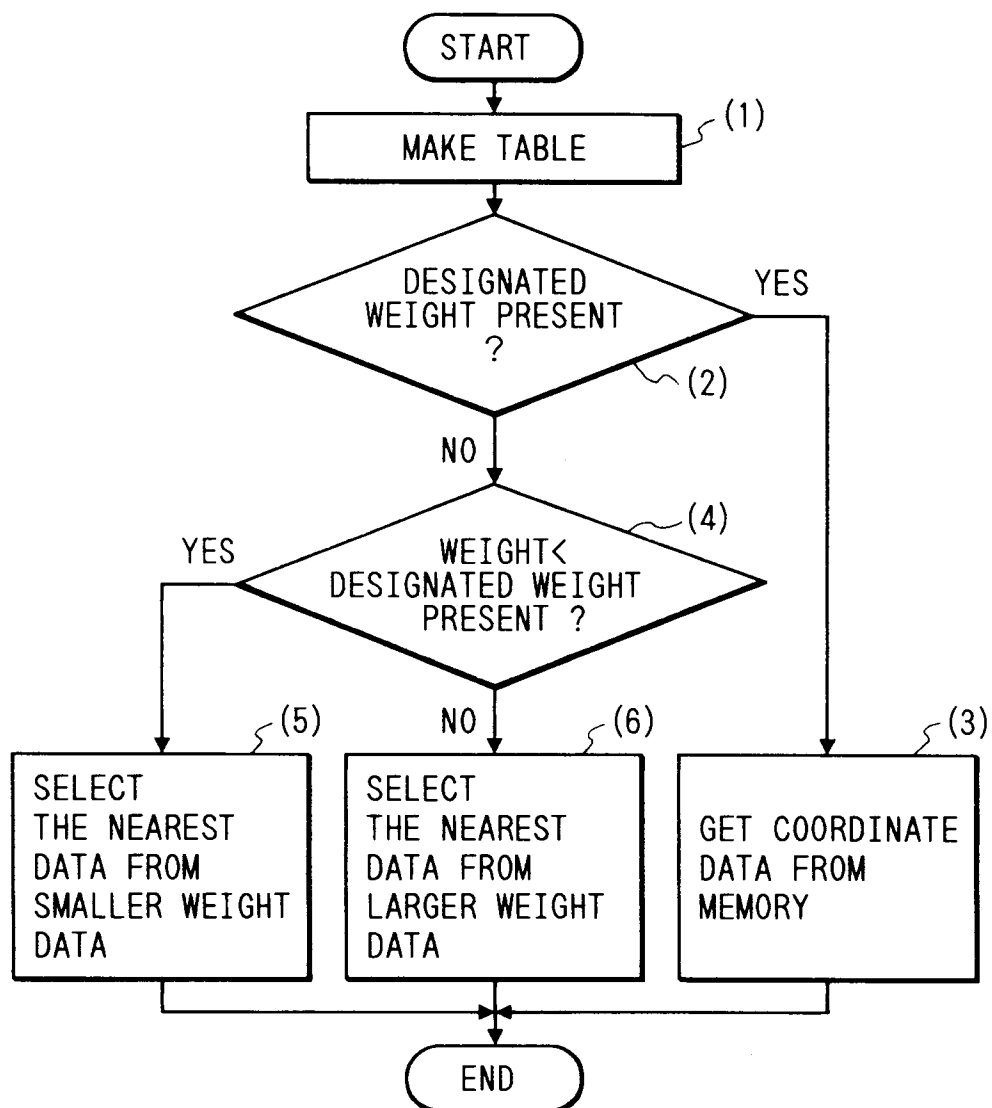 START
MAKE TABLE
(1)
DESIGNATED
WEIGHT PRESENT
?
YES
(2)
NO
(4)
YES
WEIGHT<
DESIGNATED WEIGHT
PRESENT ?
NO
(5)
SELECT
THE NEAREST
DATA FROM
SMALLER WEIGHT
DATA
(6)
SELECT
THE NEAREST
DATA FROM
LARGER WEIGHT
DATA
(3)
GET COORDINATE
DATA FROM
MEMORY
END